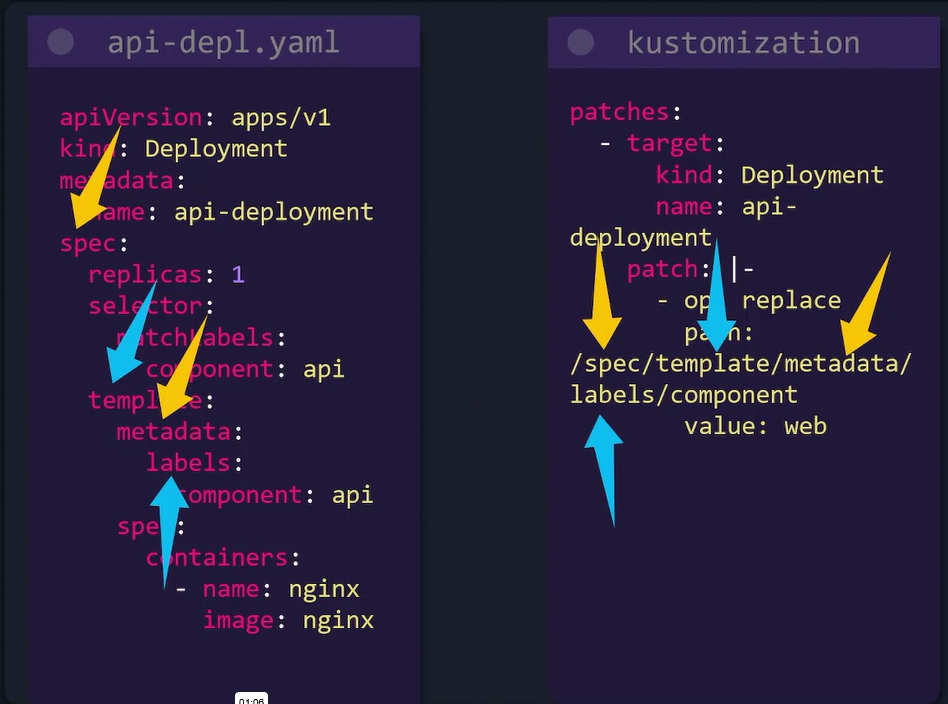 api-depl.yaml
apiVersion: apps/v1
kind: Deployment
metadata:
name: api-deployment
spec:
replicas: 1
selector:
matchLabels:
component: api
template:
metadata:
labels:
component: api
spec:
containers:
- name: nginx
image: nginx
kustomization
patches:
- target:
kind: Deployment
name: api-
deployment
patch: |-
- op: replace
path:
/spec/template/metadata/
labels/component
value: web
01:06